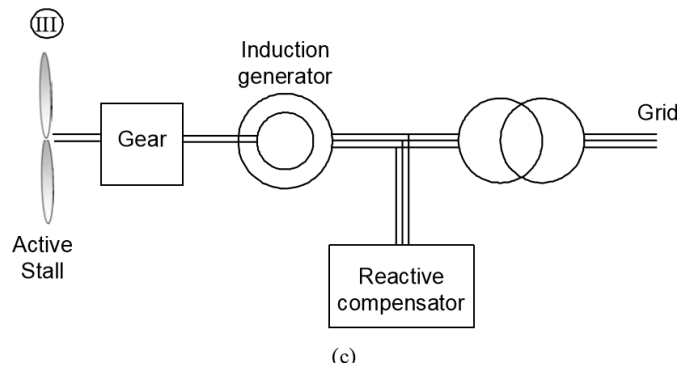 III
Induction
generator
Grid
Gear
Active
Stall
Reactive
compensator
(c)